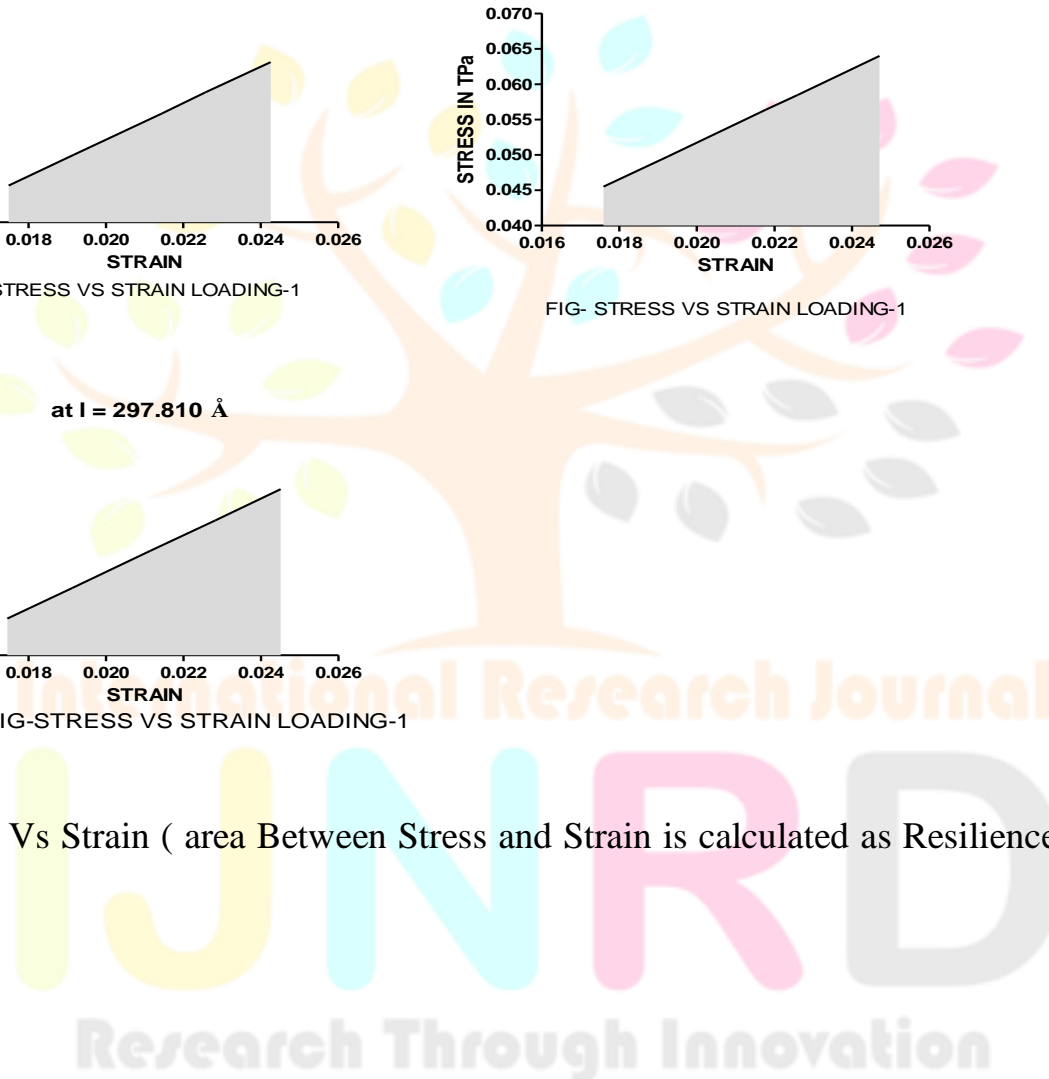 0.018 0.020 0.022 0.024 0.026
STRAIN
STRESS VS STRAIN LOADING-1
0.070
0.065
0.060
0.055
0.050
0.045
0.040
STRESS IN TPa
0.016 0.018 0.020 0.022 0.024 0.026
STRAIN
FIG- STRESS VS STRAIN LOADING-1
at l = 297.810 Å
0.018 0.020 0.022 0.024 0.026
STRAIN
IG-STRESS VS STRAIN LOADING-1
International Research Journal
IJNRD
Vs Strain ( area Between Stress and Strain is calculated as Resilience
Research Through Innovation